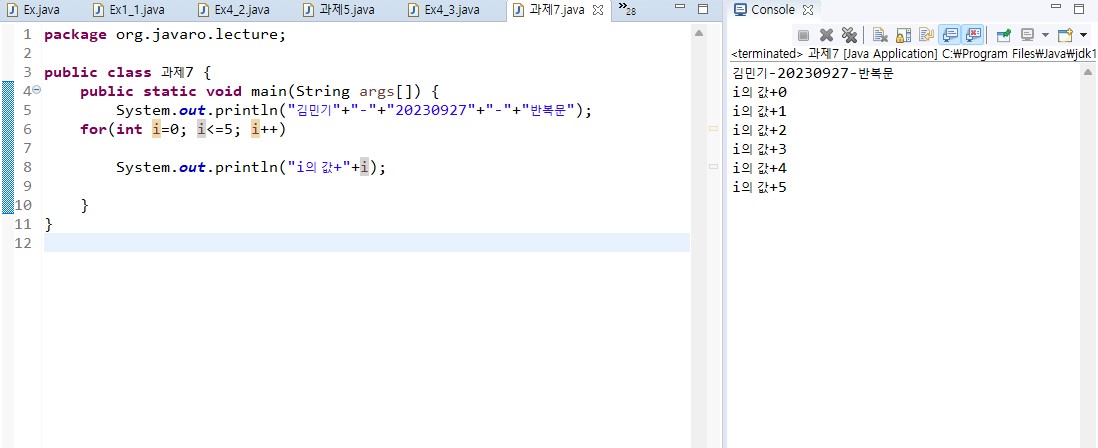 Ex.java Ex1_1.java Ex4_2.java 과제5.java Ex4_3.java 과제7.java »28
1 package org.javaro.lecture;
2
3 public class 과제7 {
4 public static void main(String args[]) {
5 System.out.println("김민기"+"-"+"20230927"+"-"+"반복문");
6 for(int i=0; i<=5; i++)
7
8 System.out.println("i의 값+"+i);
9
10 }
11 }
12
Console
<terminated> 과제7 [Java Application] C:₩Program Files₩Java₩jdk1
김민기-20230927-반복문
i의 값+0
i의 값+1
i의 값+2
i의 값+3
i의 값+4
i의 값+5